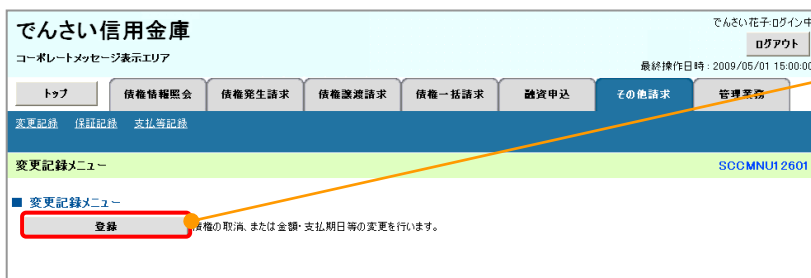 でんさい信用金庫
でんさい花子:ログイン中
ログアウト
コーポレートメッセージ表示エリア
最終操作日時:2009/05/01 15:00:00
トップ 債権情報照会 債権発生請求 債権譲渡請求 債権一括請求 融資申込 その他請求 管理業務
変更記録 保証記録 支払等記録
変更記録メニュー SCCMNU12601
■ 変更記録メニュー
登録 債権の取消、または金額・支払期日等の変更を行います。